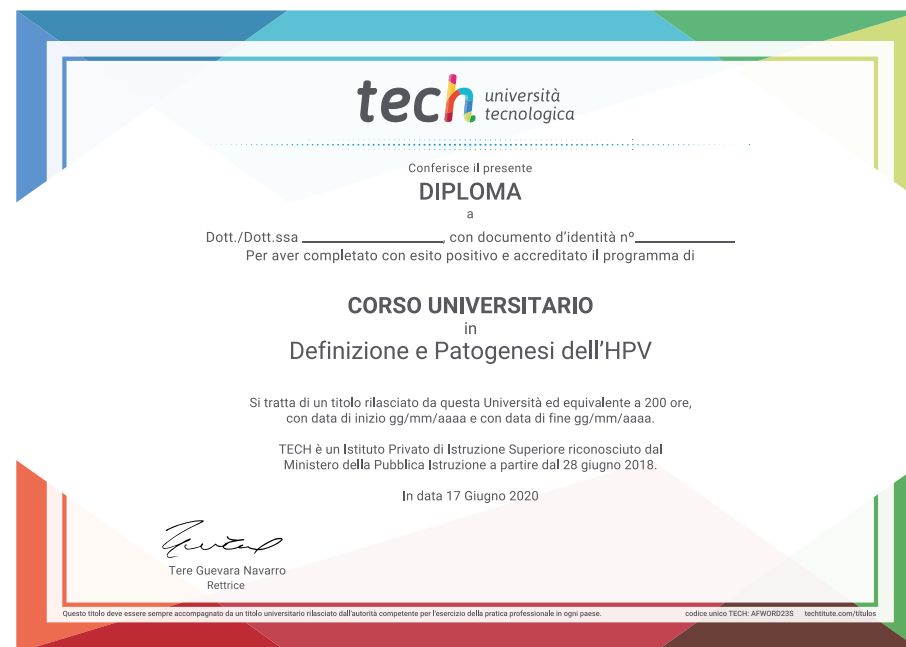 tech università
tecnologica
Conferisce il presente
DIPLOMA
a
Dott./Dott.ssa ____________________, con documento d'identità nº______________
Per aver completato con esito positivo e accreditato il programma di
CORSO UNIVERSITARIO
in
Definizione e Patogenesi dell'HPV
Si tratta di un titolo rilasciato da questa Università ed equivalente a 200 ore,
con data di inizio gg/mm/aaaa e con data di fine gg/mm/aaaa.
TECH è un Istituto Privato di Istruzione Superiore riconosciuto dal
Ministero della Pubblica Istruzione a partire dal 28 giugno 2018.
In data 17 Giugno 2020
Tere Guevara Navarro
Rettrice
Questo titolo deve essere sempre accompagnato da un titolo universitario rilasciato dall'autorità competente per l'esercizio della pratica professionale in ogni paese. codice unico TECH: AFWORD23S techtitute.com/titulos